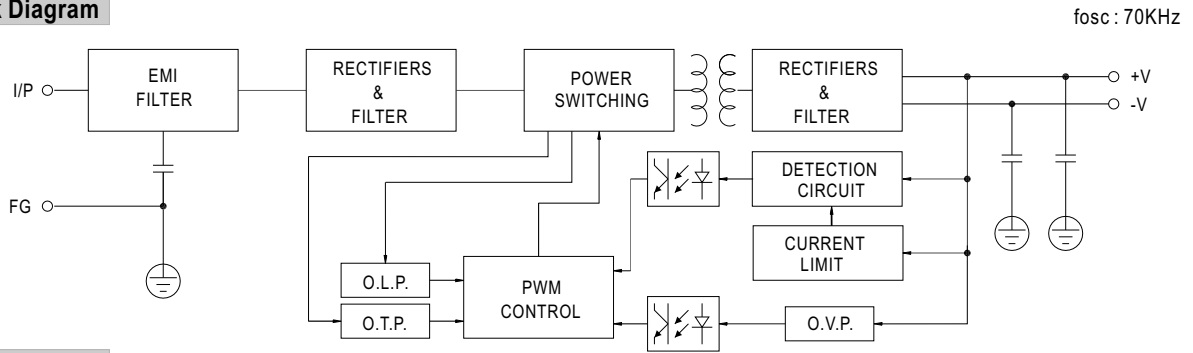 Diagram
fosc : 70KHz
I/P
EMI
FILTER
RECTIFIERS
&
FILTER
POWER
SWITCHING
RECTIFIERS
&
FILTER
+V
-V
FG
DETECTION
CIRCUIT
CURRENT
LIMIT
O.L.P.
O.T.P.
PWM
CONTROL
O.V.P.